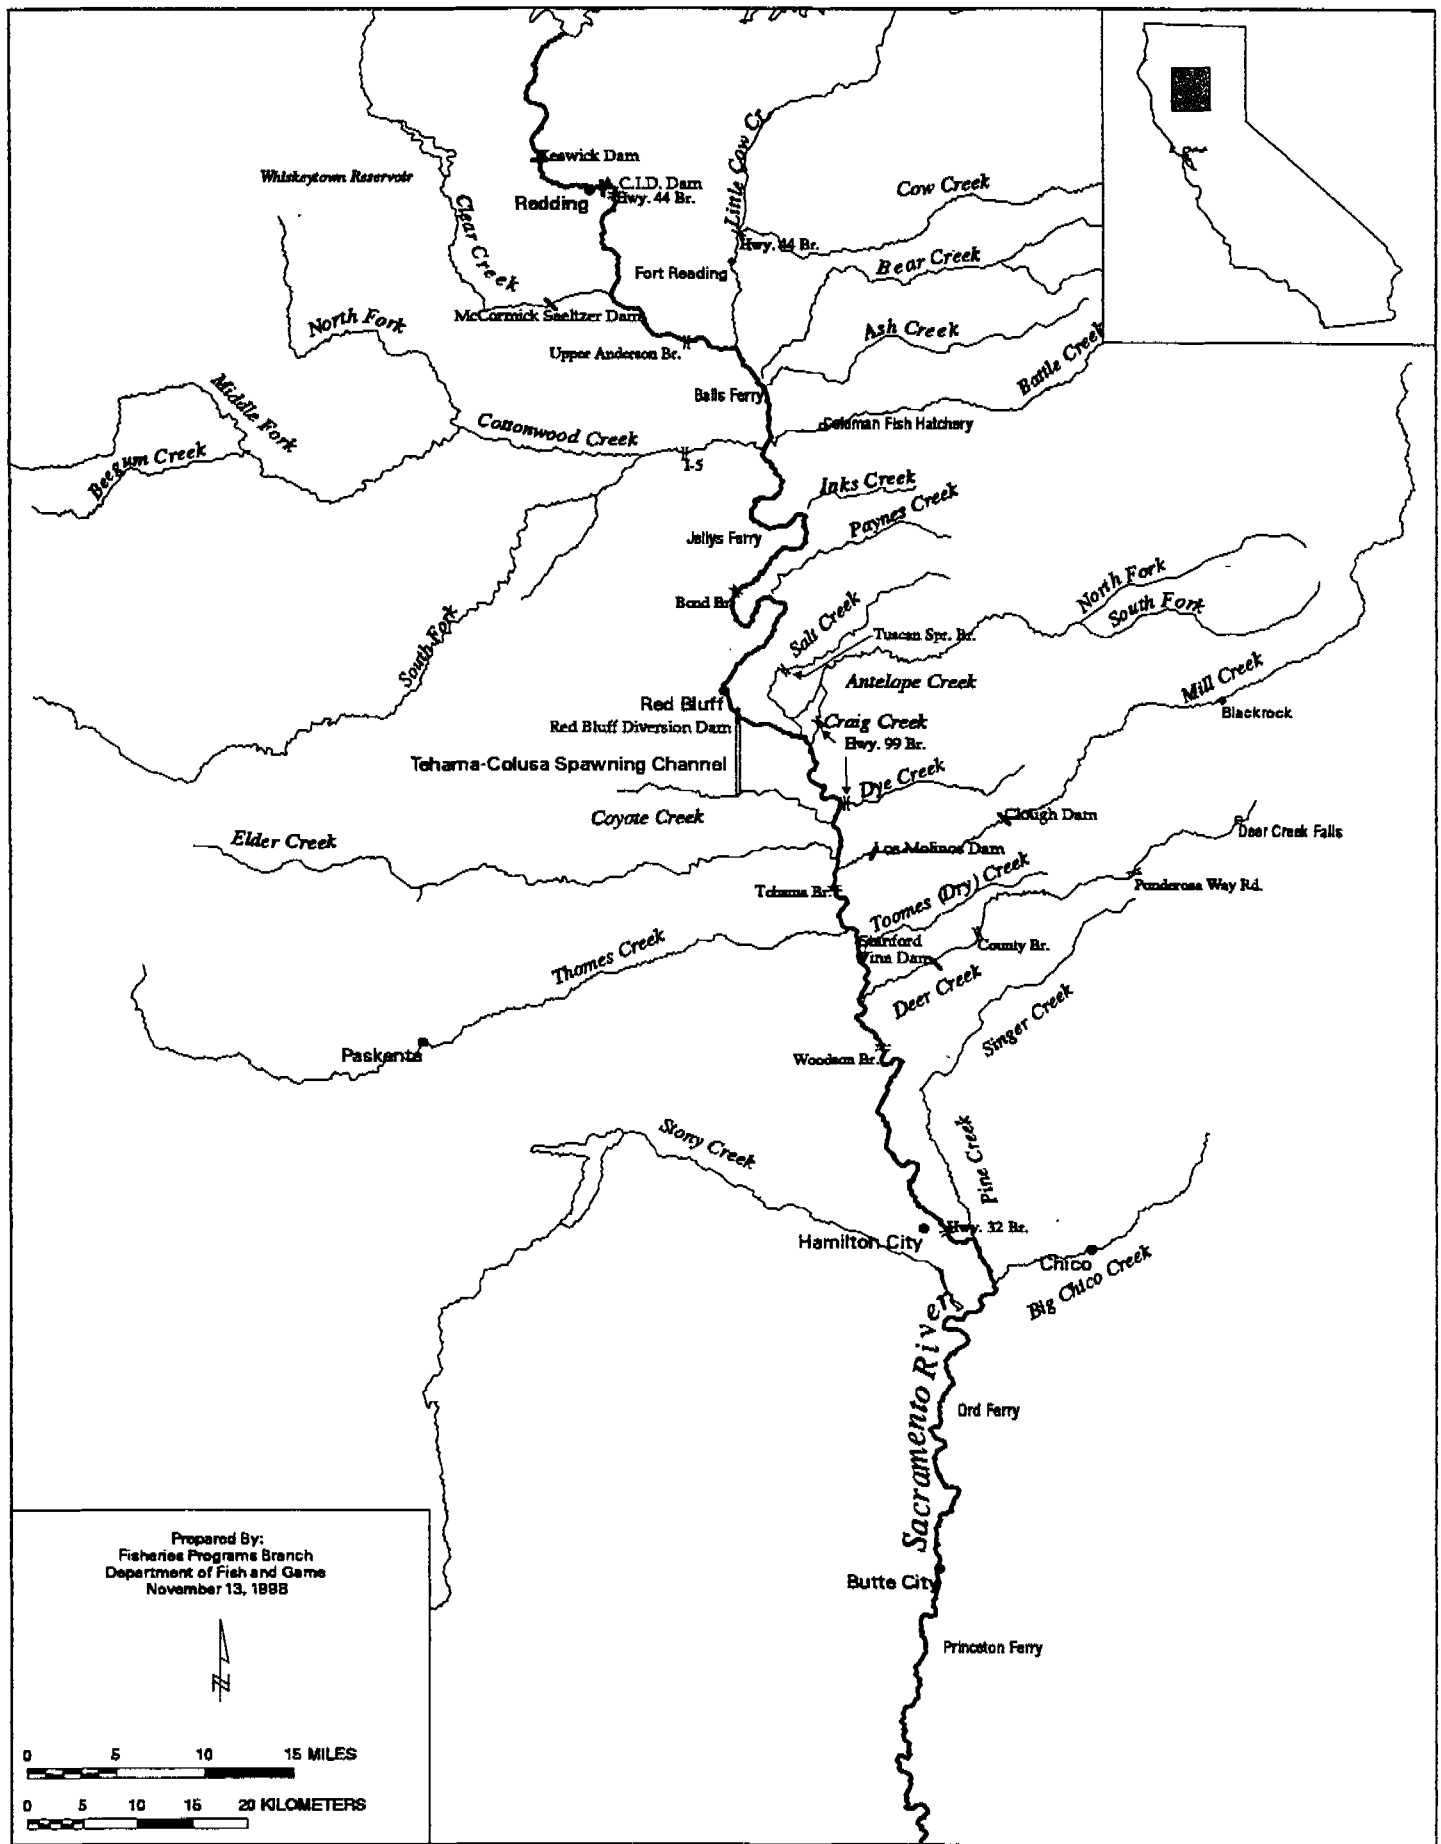 Keswick Dam
Whiskeytown Reservoir
C.I.D. Dam
Redding
Hwy. 44 Br.
Little Cow Cr
Cow Creek
Clear Creek
Hwy. 44 Br.
Fort Reading
Bear Creek
McCormick Saeltzer Dam
North Fork
Ash Creek
Upper Anderson Br.
Battle Creek
Middle Fork
Balls Ferry
Cottonwood Creek
Coleman Fish Hatchery
Beegum Creek
I-5
Inks Creek
Paynes Creek
Jellys Ferry
North Fork
South Fork
Bend Br
Salt Creek
Tuscan Spr. Br.
South Fork
Antelope Creek
Mill Creek
Red Bluff
Blackrock
Red Bluff Diversion Dam
Craig Creek
Hwy. 99 Br.
Tehama-Colusa Spawning Channel
Dye Creek
Coyote Creek
Clough Dam
Elder Creek
Deer Creek Falls
Los Molinos Dam
Tehama Br.
Toomes (Dry) Creek
Ponderosa Way Rd.
Stanford
Vina Dam
County Br.
Thomes Creek
Deer Creek
Singer Creek
Paskenta
Woodson Br.
Stony Creek
Pine Creek
Hwy. 32 Br.
Hamilton City
Chico
Big Chico Creek
Sacramento River
Ord Ferry
Butte City
Princeton Ferry
Prepared By:
Fisheries Programs Branch
Department of Fish and Game
November 13, 1998
N
0 5 10 15 MILES
0 5 10 15 20 KILOMETERS